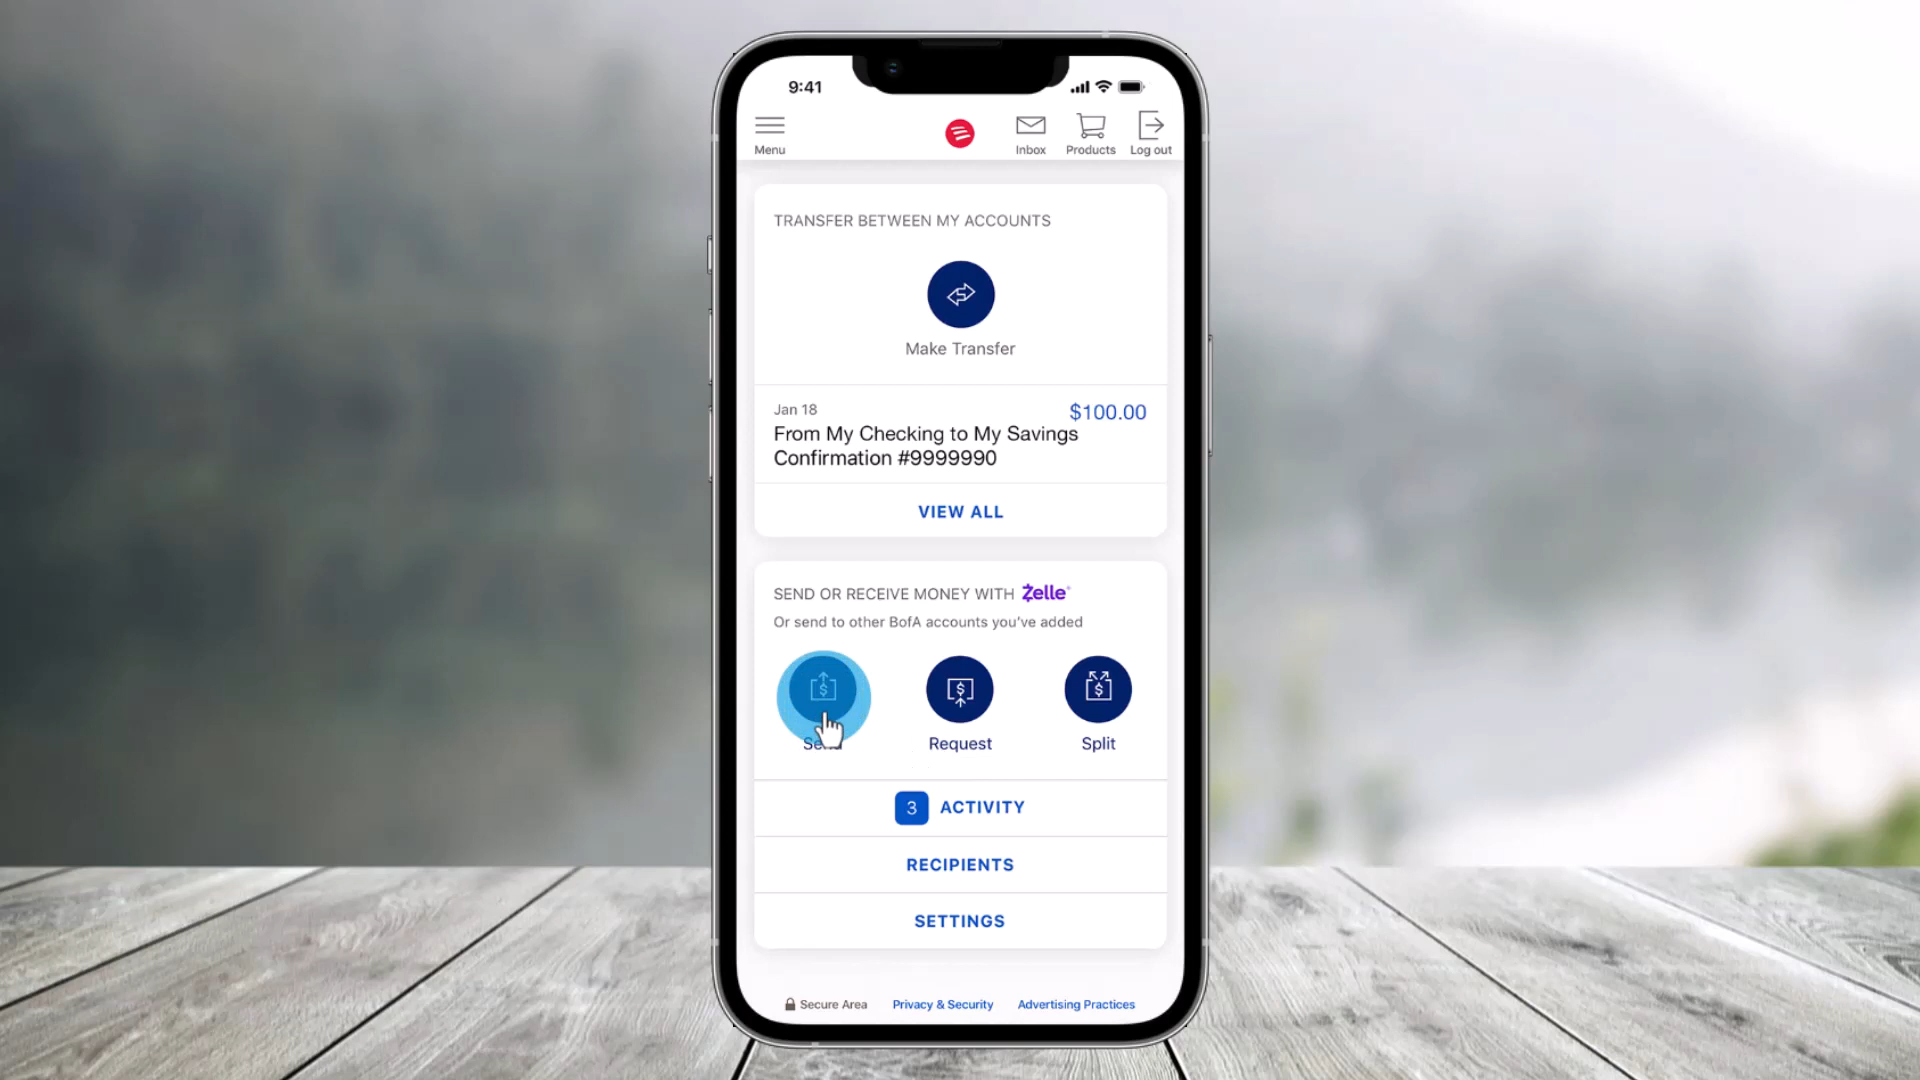 9:41
Menu
Inbox
Products
Log out
TRANSFER BETWEEN MY ACCOUNTS
Make Transfer
Jan 18
$100.00
From My Checking to My Savings
Confirmation #9999990
VIEW ALL
SEND OR RECEIVE MONEY WITH Zelle
Or send to other BofA accounts you've added
Send
Request
Split
3 ACTIVITY
RECIPIENTS
SETTINGS
Secure Area
Privacy & Security
Advertising Practices